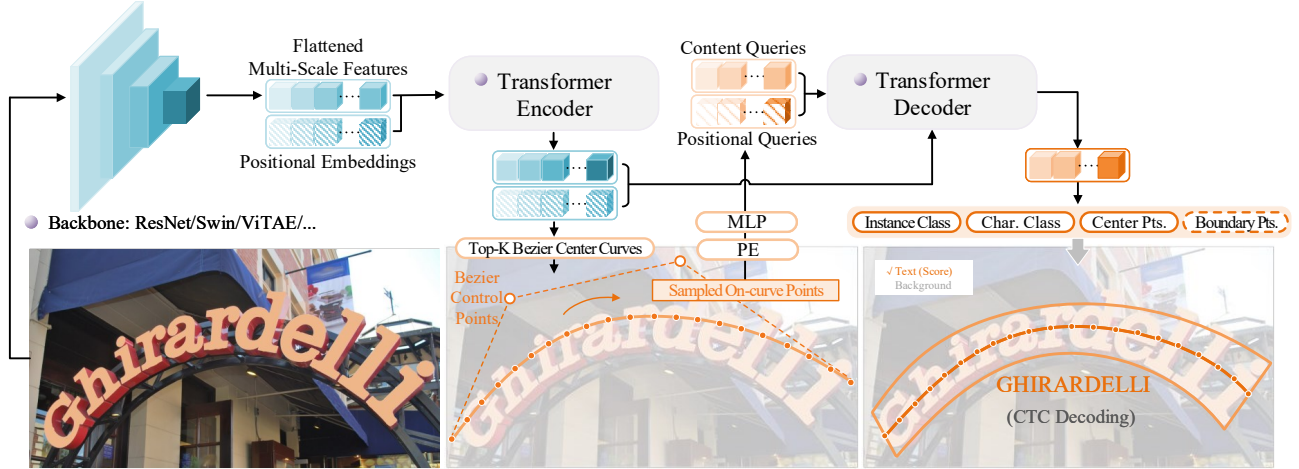 Flattened
Multi-Scale Features
Positional Embeddings
Transformer
Encoder
Content Queries
Positional Queries
Transformer
Decoder
Backbone: ResNet/Swin/ViTAE/...
MLP
PE
Top-K Bezier Center Curves
Instance Class
Char. Class
Center Pts.
Boundary Pts.
Ghirardelli
Bezier
Control
Points
Sampled On-curve Points
Ghirardelli
✓ Text (Score)
Background
Ghirardelli
GHIRARDELLI
(CTC Decoding)